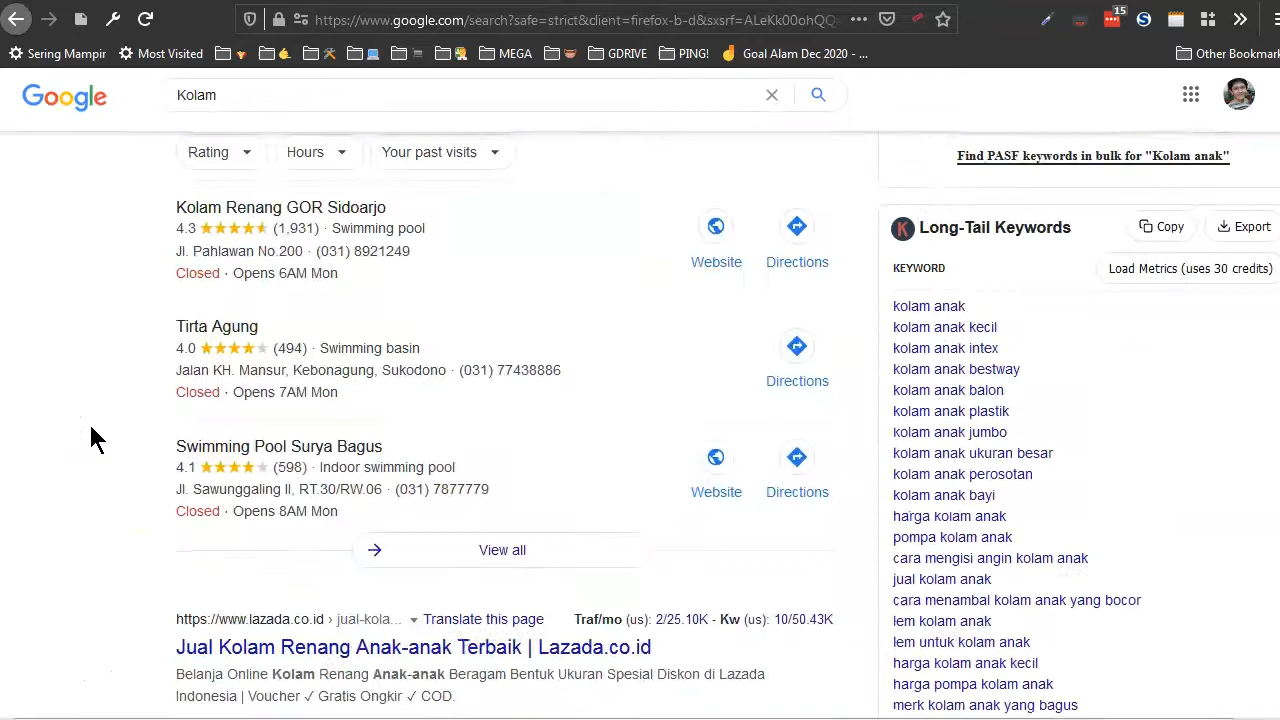 https://www.google.com/search?safe=strict&client=firefox-b-d&sxsrf=ALeKk00ohQQ
15
Sering Mampir
Most Visited
MEGA
GDRIVE
PING!
Goal Alam Dec 2020 - ...
Other Bookmar
Google
Kolam
Rating
Hours
Your past visits
Find PASF keywords in bulk for "Kolam anak"
Kolam Renang GOR Sidoarjo
4.3 ★★★★★ (1,931) · Swimming pool
Jl. Pahlawan No.200 · (031) 8921249
Closed · Opens 6AM Mon
Website
Directions
Tirta Agung
4.0 ★★★★★ (494) · Swimming basin
Jalan KH. Mansur, Kebonagung, Sukodono · (031) 77438886
Closed · Opens 7AM Mon
Directions
Swimming Pool Surya Bagus
4.1 ★★★★★ (598) · Indoor swimming pool
Jl. Sawunggaling II, RT.30/RW.06 · (031) 7877779
Closed · Opens 8AM Mon
Website
Directions
View all
https://www.lazada.co.id › jual-kola... Translate this page
Traf/mo (us): 2/25.10K - Kw (us): 10/50.43K
Jual Kolam Renang Anak-anak Terbaik | Lazada.co.id
Belanja Online Kolam Renang Anak-anak Beragam Bentuk Ukuran Spesial Diskon di Lazada
Indonesia | Voucher ✓ Gratis Ongkir ✓ COD.
K Long-Tail Keywords
Copy
Export
KEYWORD
Load Metrics (uses 30 credits)
kolam anak
kolam anak kecil
kolam anak intex
kolam anak bestway
kolam anak balon
kolam anak plastik
kolam anak jumbo
kolam anak ukuran besar
kolam anak perosotan
kolam anak bayi
harga kolam anak
pompa kolam anak
cara mengisi angin kolam anak
jual kolam anak
cara menambal kolam anak yang bocor
lem kolam anak
lem untuk kolam anak
harga kolam anak kecil
harga pompa kolam anak
merk kolam anak yang bagus